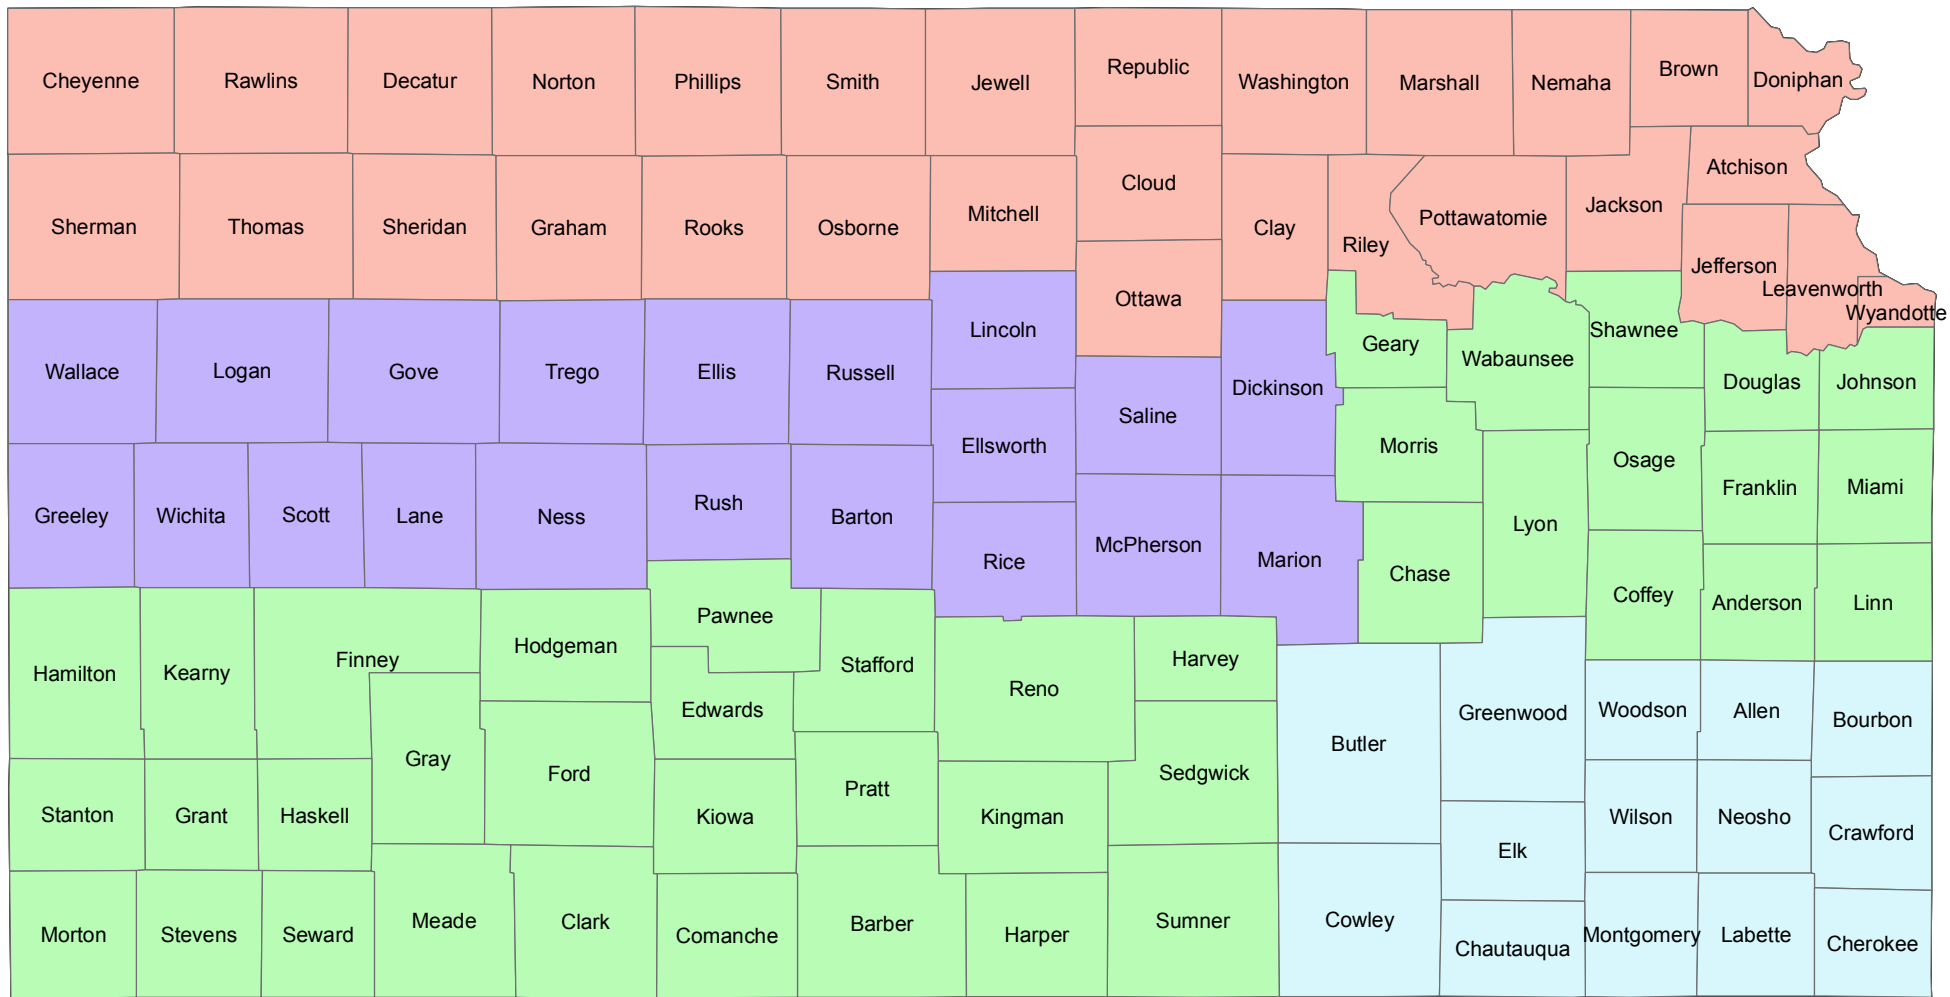 Cheyenne
Rawlins
Decatur
Norton
Phillips
Smith
Jewell
Republic
Washington
Marshall
Nemaha
Brown
Doniphan
Sherman
Thomas
Sheridan
Graham
Rooks
Osborne
Mitchell
Cloud
Clay
Riley
Pottawatomie
Jackson
Atchison
Jefferson
Leavenworth
Wyandotte
Ottawa
Wallace
Logan
Gove
Trego
Ellis
Russell
Lincoln
Saline
Dickinson
Geary
Wabaunsee
Shawnee
Douglas
Johnson
Ellsworth
Morris
Osage
Franklin
Miami
Greeley
Wichita
Scott
Lane
Ness
Rush
Barton
Rice
McPherson
Marion
Chase
Lyon
Coffey
Anderson
Linn
Hamilton
Kearny
Finney
Hodgeman
Pawnee
Stafford
Reno
Harvey
Edwards
Gray
Ford
Sedgwick
Butler
Greenwood
Woodson
Allen
Bourbon
Stanton
Grant
Haskell
Kiowa
Pratt
Kingman
Elk
Wilson
Neosho
Crawford
Morton
Stevens
Seward
Meade
Clark
Comanche
Barber
Harper
Sumner
Cowley
Chautauqua
Montgomery
Labette
Cherokee